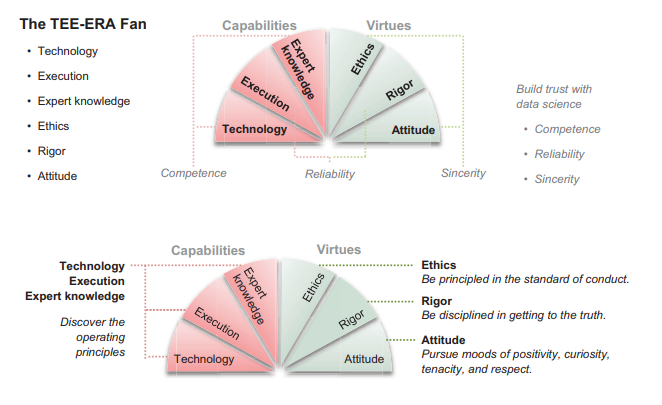 The TEE-ERA Fan
• Technology
• Execution
• Expert knowledge
• Ethics
• Rigor
• Attitude
Capabilities
Virtues
Technology
Execution
Expert
knowledge
Ethics
Rigor
Attitude
Competence
Reliability
Sincerity
Build trust with
data science
• Competence
• Reliability
• Sincerity
Capabilities
Virtues
Technology
Execution
Expert knowledge
Discover the
operating
principles
Technology
Execution
Expert
knowledge
Ethics
Rigor
Attitude
Ethics
Be principled in the standard of conduct.
Rigor
Be disciplined in getting to the truth.
Attitude
Pursue moods of positivity, curiosity,
tenacity, and respect.